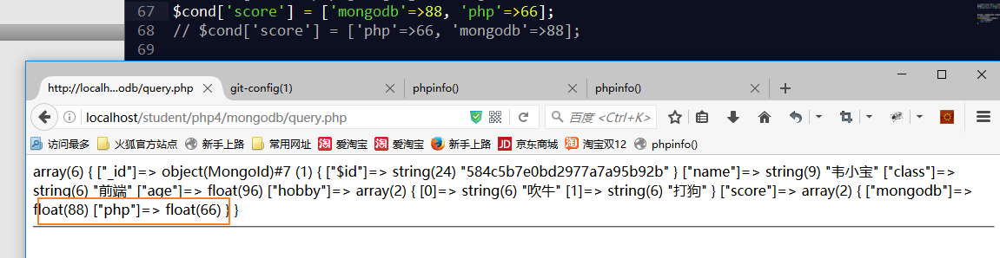 67 $cond['score'] = ['mongodb'=>88, 'php'=>66];
68 // $cond['score'] = ['php'=>66, 'mongodb'=>88];
69
http://localh...odb/query.php git-config(1) phpinfo() phpinfo()
localhost/student/php4/mongodb/query.php 百度 <Ctrl+K>
访问最多 火狐官方站点 新手上路 常用网址 淘 爱淘宝 淘 爱淘宝 新手上路 JD 京东商城 淘 淘宝双12 phpinfo()
array(6) { ["_id"]=> object(MongoId)#7 (1) { ["$id"]=> string(24) "584c5b7e0bd2977a7a95b92b" } ["name"]=> string(9) "韦小宝" ["class"]=>
string(6) "前端" ["age"]=> float(96) ["hobby"]=> array(2) { [0]=> string(6) "吹牛" [1]=> string(6) "打狗" } ["score"]=> array(2) { ["mongodb"]=>
float(88) ["php"]=> float(66) } }